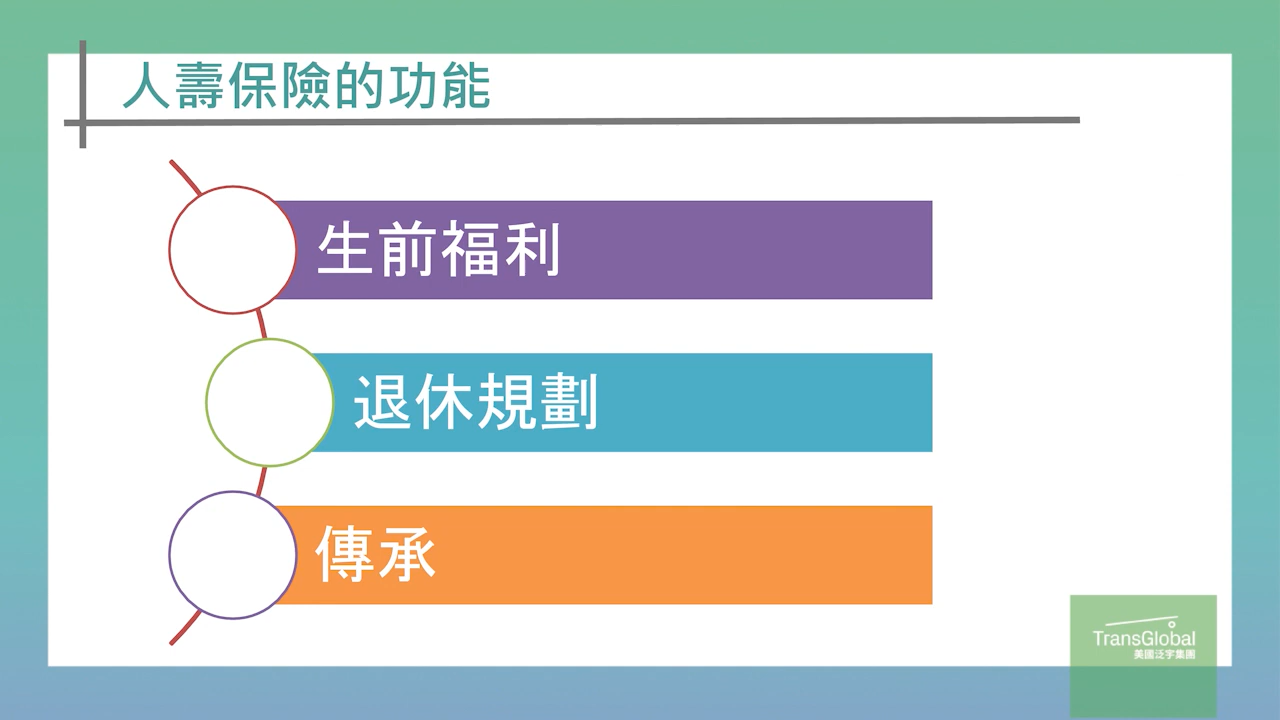 人壽保險的功能
生前福利
退休規劃
傳承
TransGlobal
美國泛宇集團